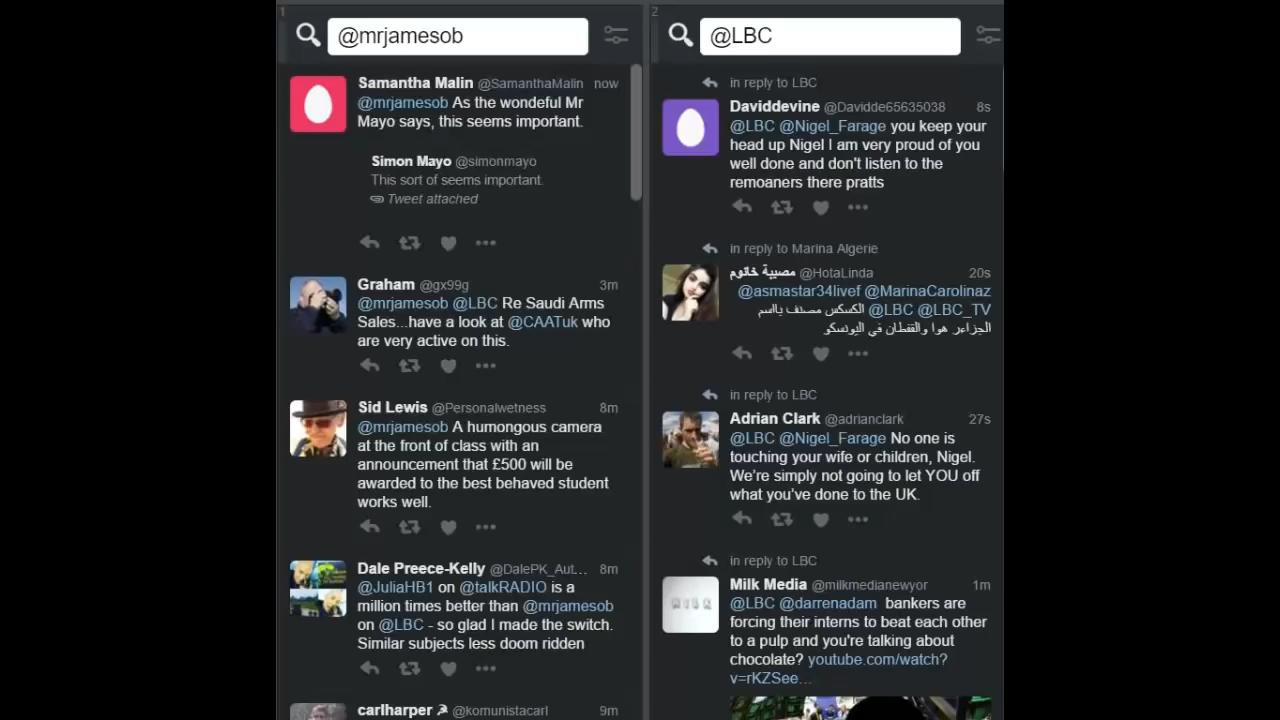 1
@mrjamesob
Samantha Malin @SamanthaMalin now
@mrjamesob As the wondeful Mr
Mayo says, this seems important.
Simon Mayo @simonmayo
This sort of seems important.
Tweet attached
Graham @gx99g 3m
@mrjamesob @LBC Re Saudi Arms
Sales...have a look at @CAATuk who
are very active on this.
Sid Lewis @Personalwetness 8m
@mrjamesob A humongous camera
at the front of class with an
announcement that £500 will be
awarded to the best behaved student
works well.
Dale Preece-Kelly @DalePK_Aut... 8m
@JuliaHB1 on @talkRADIO is a
million times better than @mrjamesob
on @LBC - so glad I made the switch.
Similar subjects less doom ridden
carlharper ☭ @komunistacarl 9m
2
@LBC
in reply to LBC
Daviddevine @Davidde65635038 8s
@LBC @Nigel_Farage you keep your
head up Nigel I am very proud of you
well done and don't listen to the
remoaners there pratts
in reply to Marina Algerie
مصيبة خاتوم @HotaLinda 20s
@asmastar34livef @MarinaCarolinaz
@LBC @LBC_TV الكسكس مصنف بااسم
الجزاءر هوا والقفطان في اليونسكو
in reply to LBC
Adrian Clark @adrianclark 27s
@LBC @Nigel_Farage No one is
touching your wife or children, Nigel.
We're simply not going to let YOU off
what you've done to the UK.
in reply to LBC
Milk Media @milkmedianewyor 1m
@LBC @darrenadam bankers are
forcing their interns to beat each other
to a pulp and you're talking about
chocolate? youtube.com/watch?
v=rKZSee...
MILK